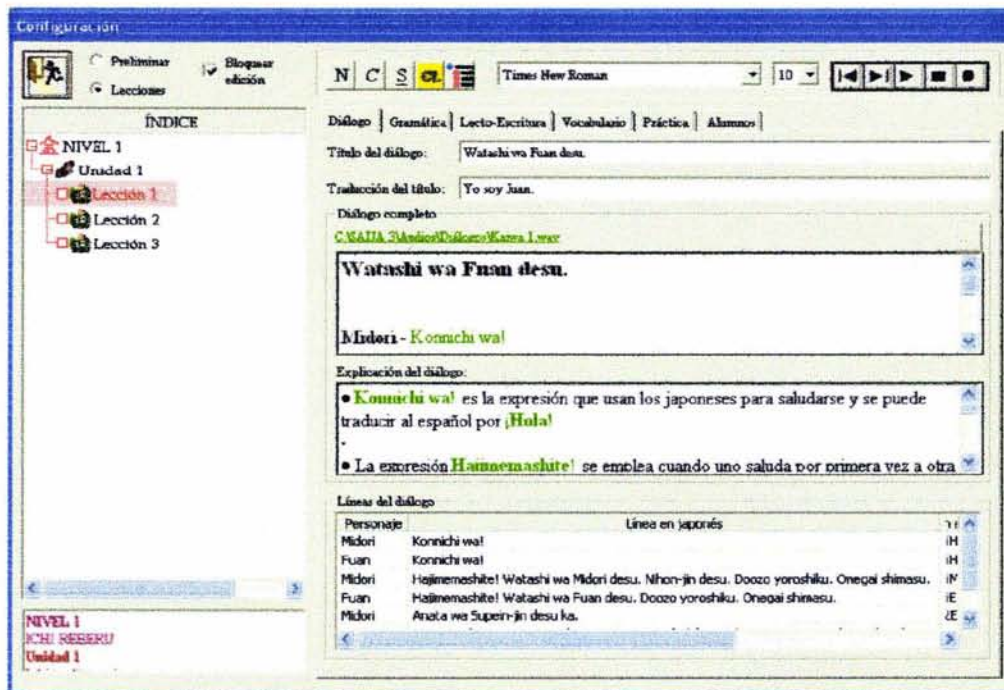 Configuración
Preliminar
Lecciones
Bloquear edición
N C S
Times New Roman
10
ÍNDICE
NIVEL 1
Unidad 1
Lección 1
Lección 2
Lección 3
NIVEL 1
ICHI REBERU
Unidad 1
Diálogo Gramática Lecto-Escritura Vocabulario Práctica Alumnos
Título del diálogo: Watashi wa Fuan desu.
Traducción del título: Yo soy Juan.
Diálogo completo
Watashi wa Fuan desu.
Midori - Konnichi wa!
Explicación del diálogo:
• Konnichi wa! es la expresión que usan los japoneses para saludarse y se puede
traducir al español por ¡Hola!
• La expresión Hajimemashite! se emplea cuando uno saluda por primera vez a otra
Líneas del diálogo
Personaje Línea en japonés
Midori Konnichi wa!
Fuan Konnichi wa!
Midori Hajimemashite! Watashi wa Midori desu. Nihon-jin desu. Doozo yoroshiku. Onegai shimasu.
Fuan Hajimemashite! Watashi wa Fuan desu. Doozo yoroshiku. Onegai shimasu.
Midori Anata wa Supein-jin desu ka.